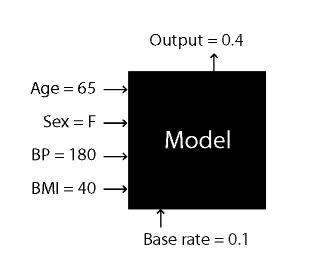 Output = 0.4
Age = 65
Sex = F
BP = 180
BMI = 40
Model
Base rate = 0.1